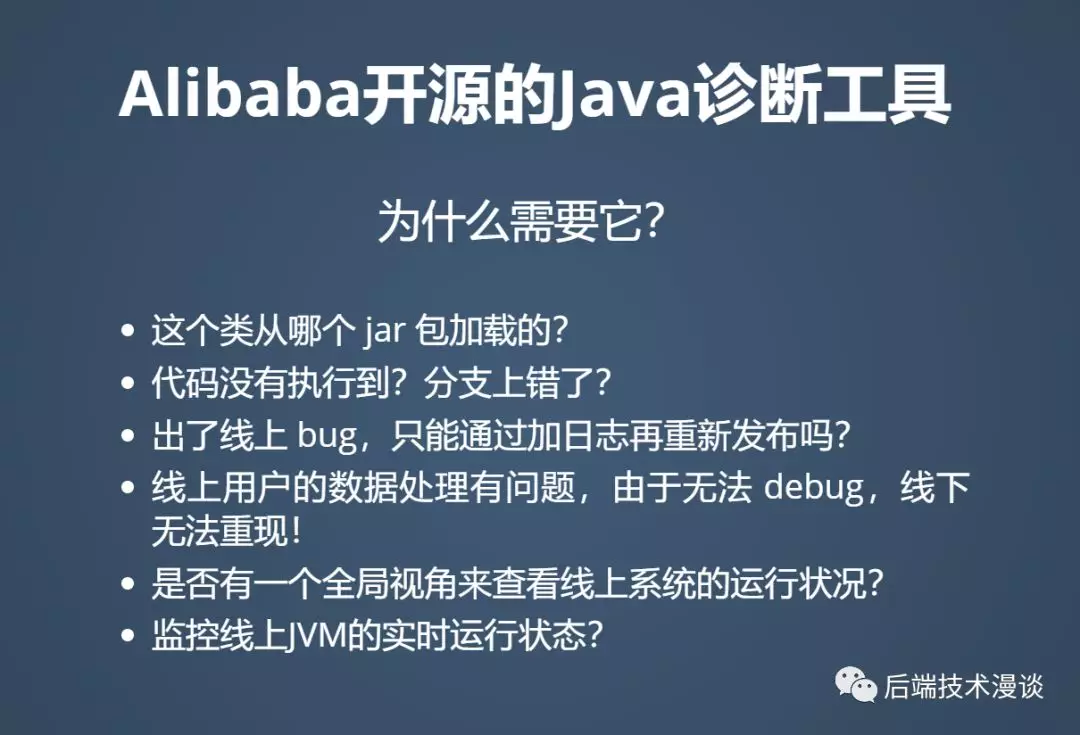 Alibaba开源的Java诊断工具
为什么需要它？
• 这个类从哪个 jar 包加载的？
• 代码没有执行到？分支上错了？
• 出了线上 bug，只能通过加日志再重新发布吗？
• 线上用户的数据处理有问题，由于无法 debug，线下
无法重现！
• 是否有一个全局视角来查看线上系统的运行状况？
• 监控线上JVM的实时运行状态？
后端技术漫谈